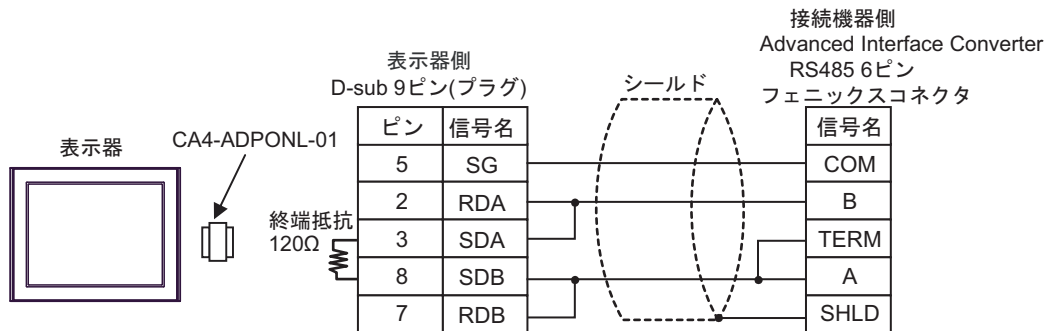 接続機器側
Advanced Interface Converter
RS485 6ピン
フェニックスコネクタ
表示器側
D-sub 9ピン(プラグ)
シールド
表示器
CA4-ADPONL-01
終端抵抗
120Ω
ピン 信号名
5 SG
2 RDA
3 SDA
8 SDB
7 RDB
信号名
COM
B
TERM
A
SHLD